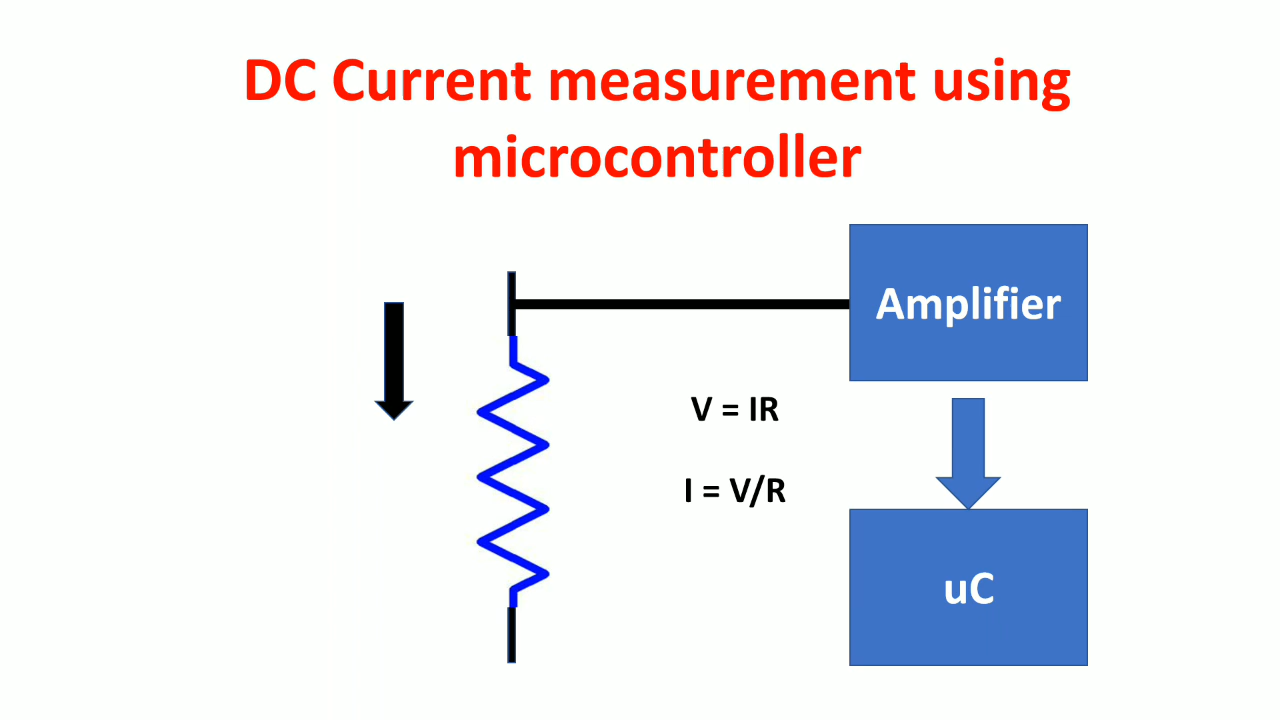 DC Current measurement using
microcontroller
Amplifier
V = IR
I = V/R
uC